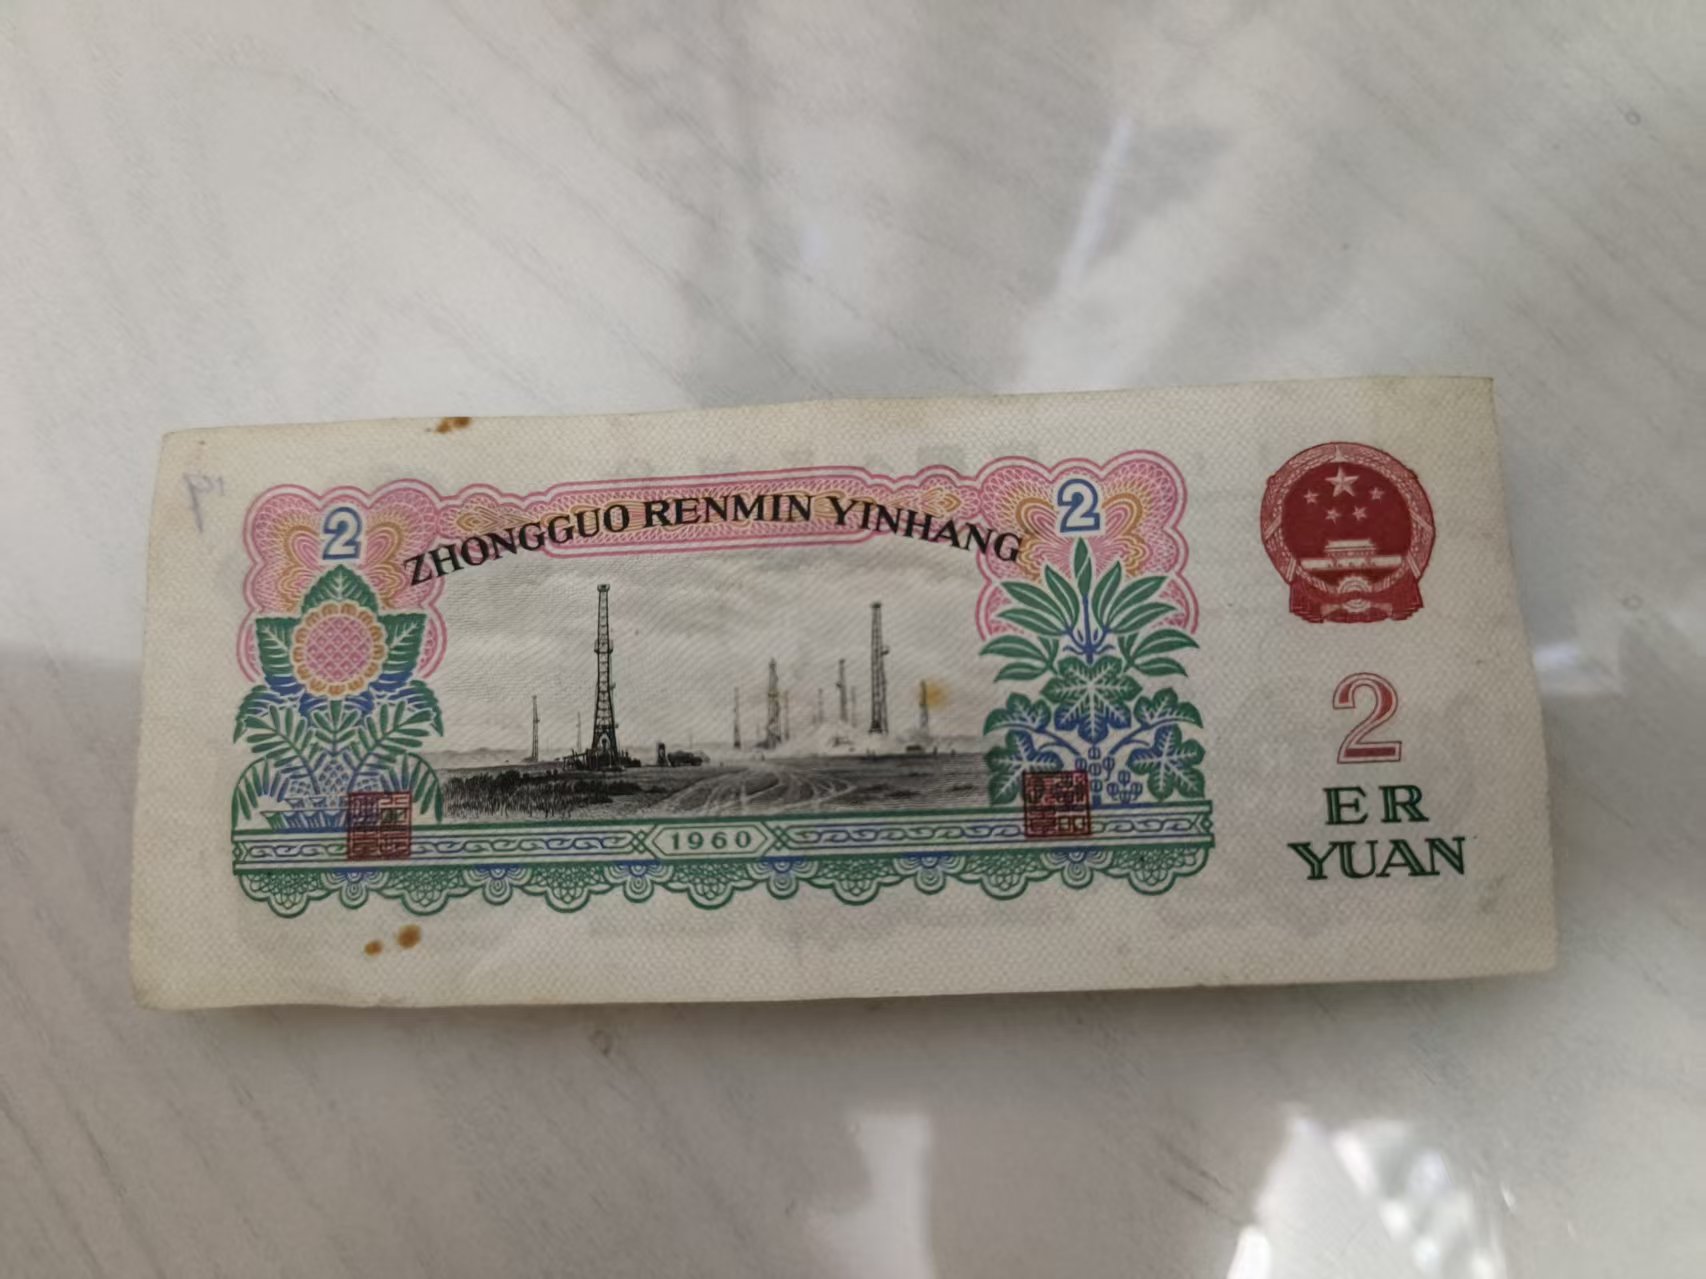 2
ZHONGGUO RENMIN YINHANG
2
1960
2
ER
YUAN